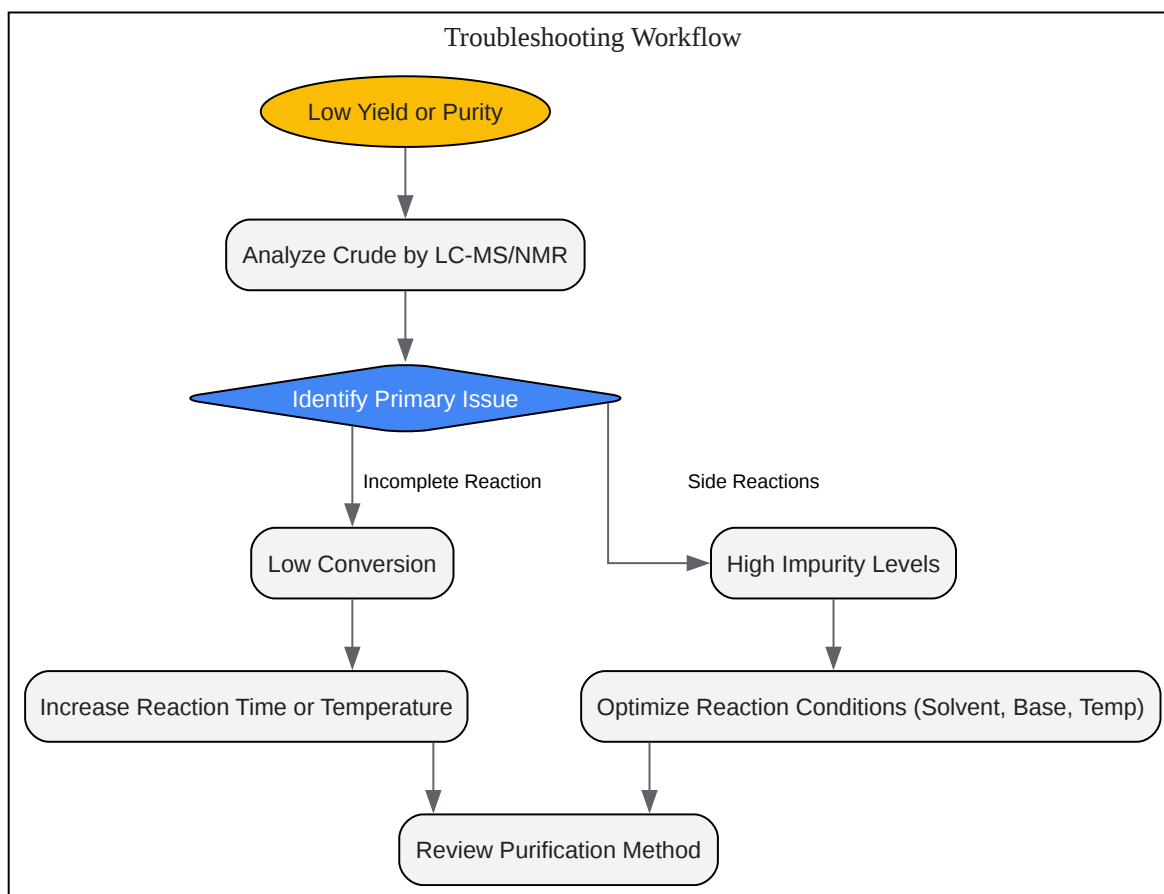 Troubleshooting Workflow
Low Yield or Purity
Analyze Crude by LC-MS/NMR
Identify Primary Issue
Incomplete Reaction
Side Reactions
Low Conversion
High Impurity Levels
Increase Reaction Time or Temperature
Optimize Reaction Conditions (Solvent, Base, Temp)
Review Purification Method